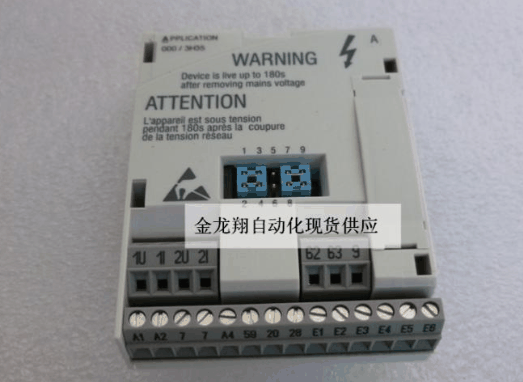 APPLICATION
000 / 3H35
A
WARNING
Device is live up to 180s
after removing mains voltage
ATTENTION
L'appareil est sous tension
pendant 180s après la coupure
de la tension réseau
1 3 5 7 9
2 4 6 8
金龙翔自动化现货供应
1U 1I 2U 2I
62 63 9
A1 A2 7 7 A4 59 20 28 E1 E2 E3 E4 E5 E6